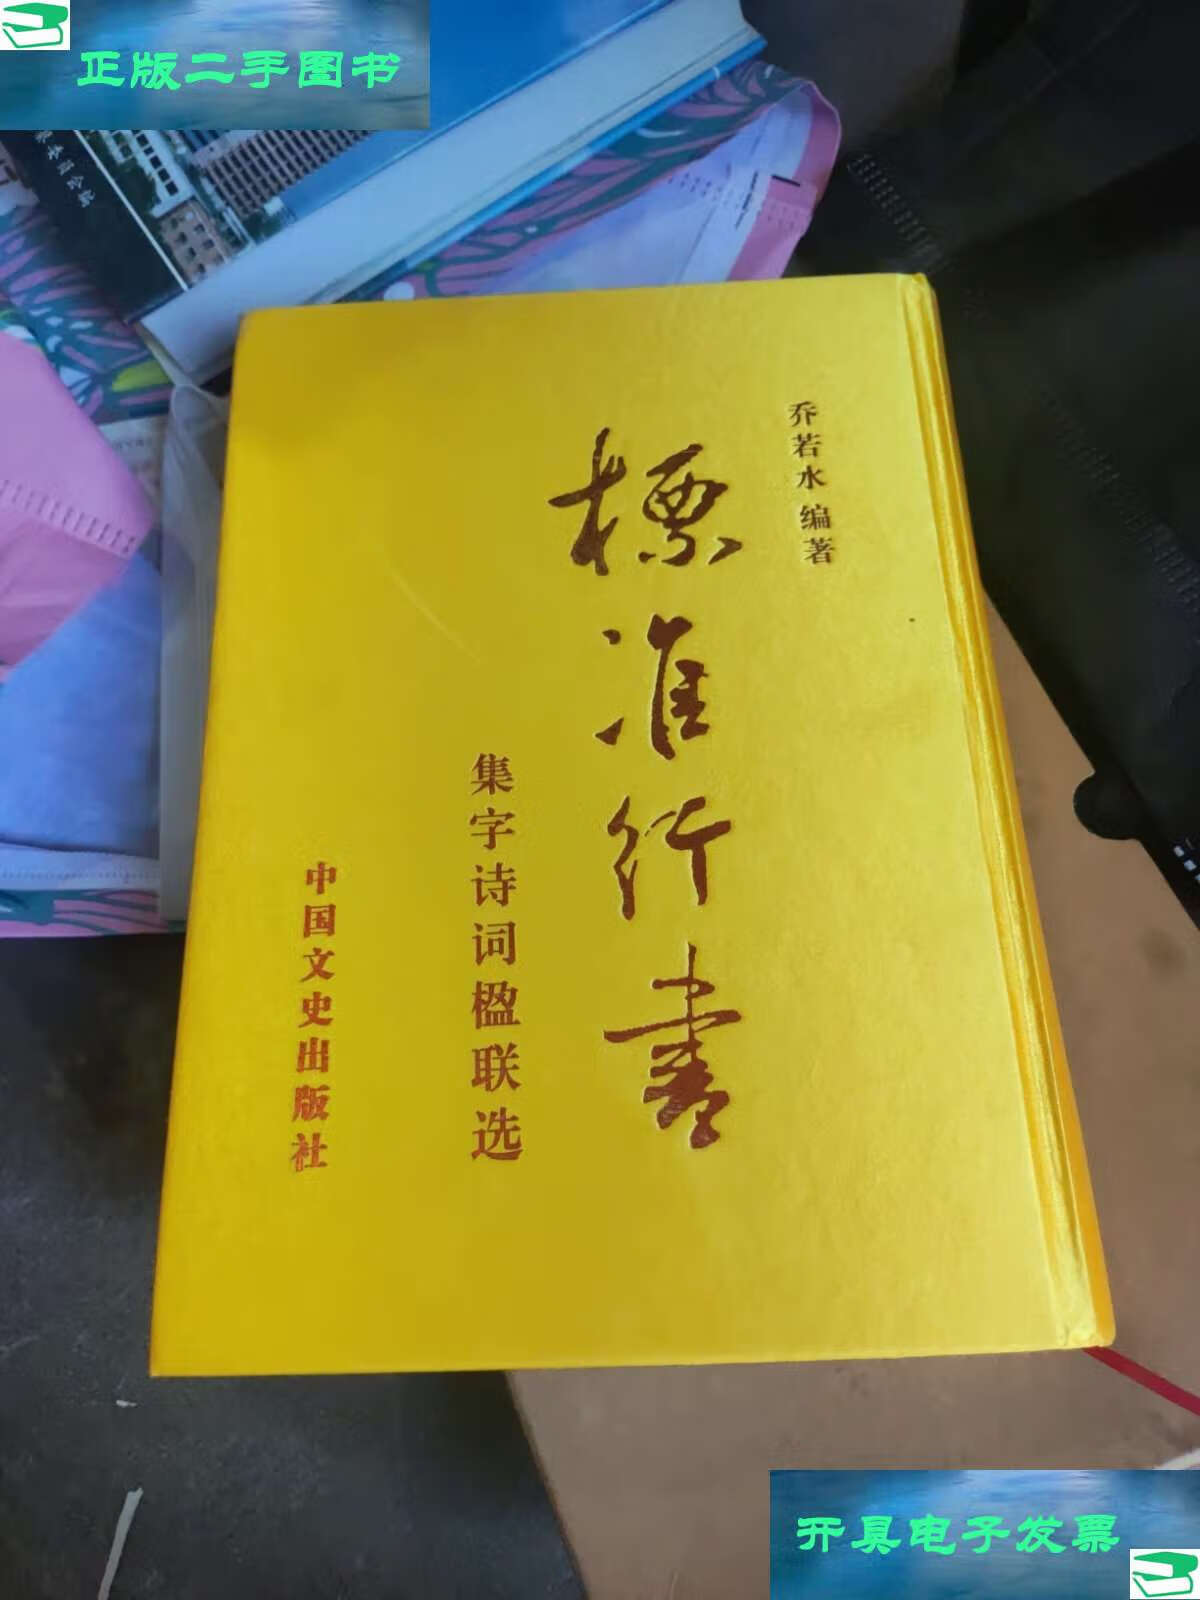 正版二手图书
乔若水 编著
標准行書
集字诗词楹联选
中国文史出版社
开具电子发票